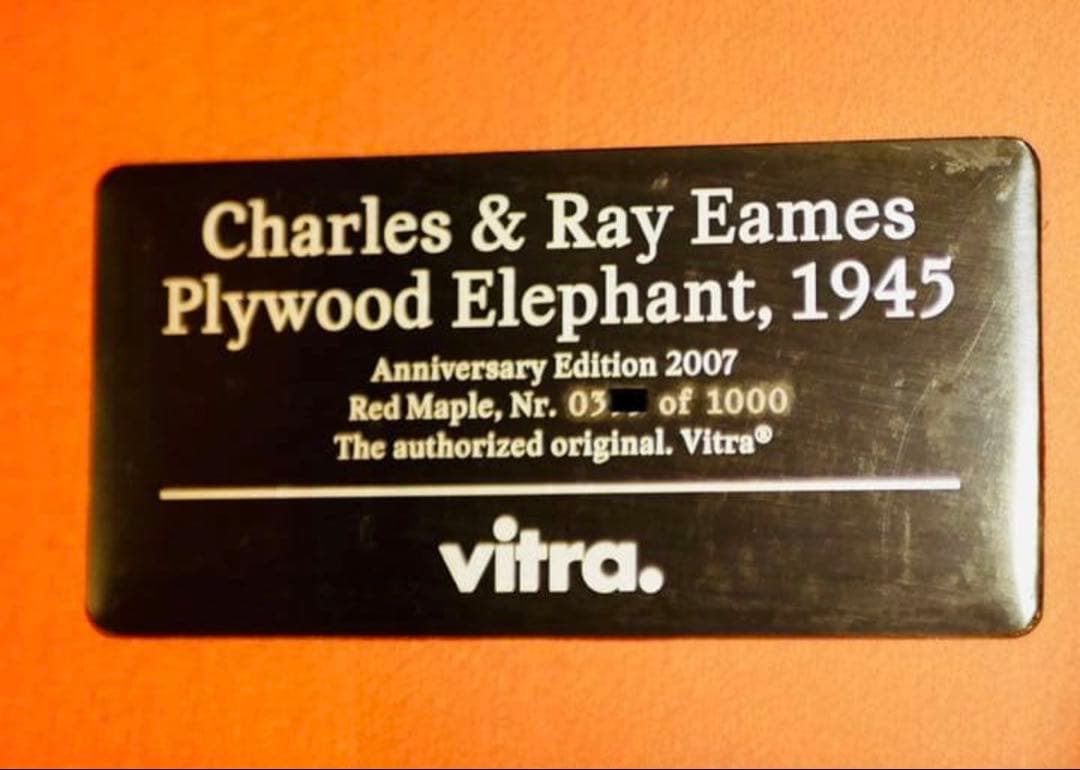 Charles & Ray Eames
Plywood Elephant, 1945
Anniversary Edition 2007
Red Maple, Nr. 03 of 1000
The authorized original. Vitra®
vitra.